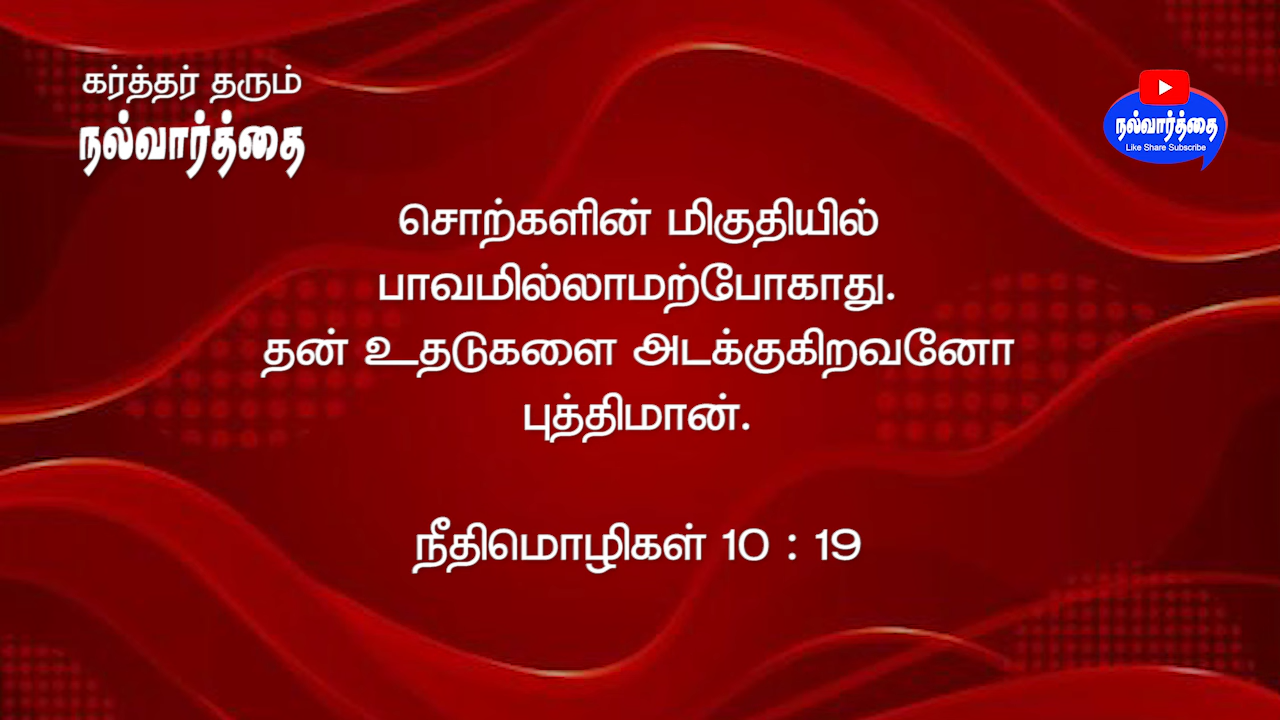 கர்த்தர் தரும்
நல்வார்த்தை
நல்வார்த்தை
Like Share Subscribe
சொற்களின் மிகுதியில்
பாவமில்லாமற்போகாது.
தன் உதடுகளை அடக்குகிறவனோ
புத்திமான்.
நீதிமொழிகள் 10 : 19